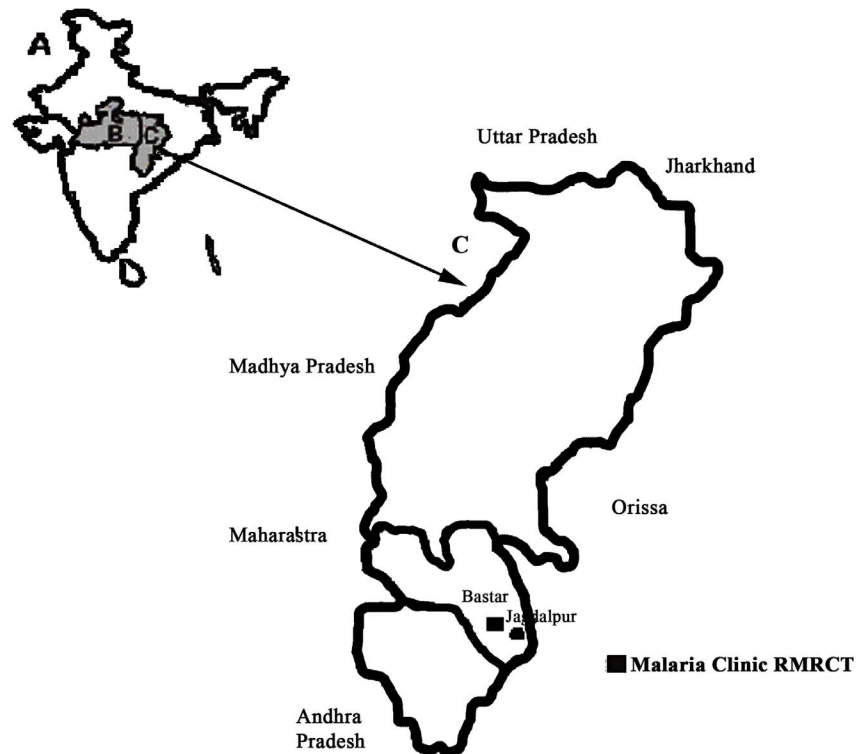 A
B
C
Uttar Pradesh
Jharkhand
C
Madhya Pradesh
Orissa
Maharastra
Bastar
Jagdalpur
■ Malaria Clinic RMRCT
Andhra
Pradesh